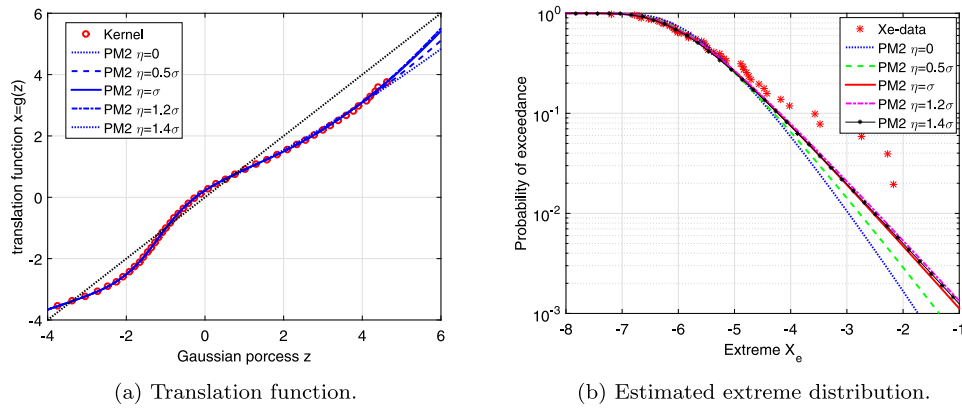 6
4
2
0
-2
-4
translation function x=g(z)
Kernel
PM2 η=0
PM2 η=0.5σ
PM2 η=σ
PM2 η=1.2σ
PM2 η=1.4σ
-4 -2 0 2 4 6
Gaussian porcess z
(a) Translation function.
10^0
10^-1
10^-2
10^-3
Probability of exceedance
Xe-data
PM2 η=0
PM2 η=0.5σ
PM2 η=σ
PM2 η=1.2σ
PM2 η=1.4σ
-8 -7 -6 -5 -4 -3 -2 -1
Extreme X_e
(b) Estimated extreme distribution.